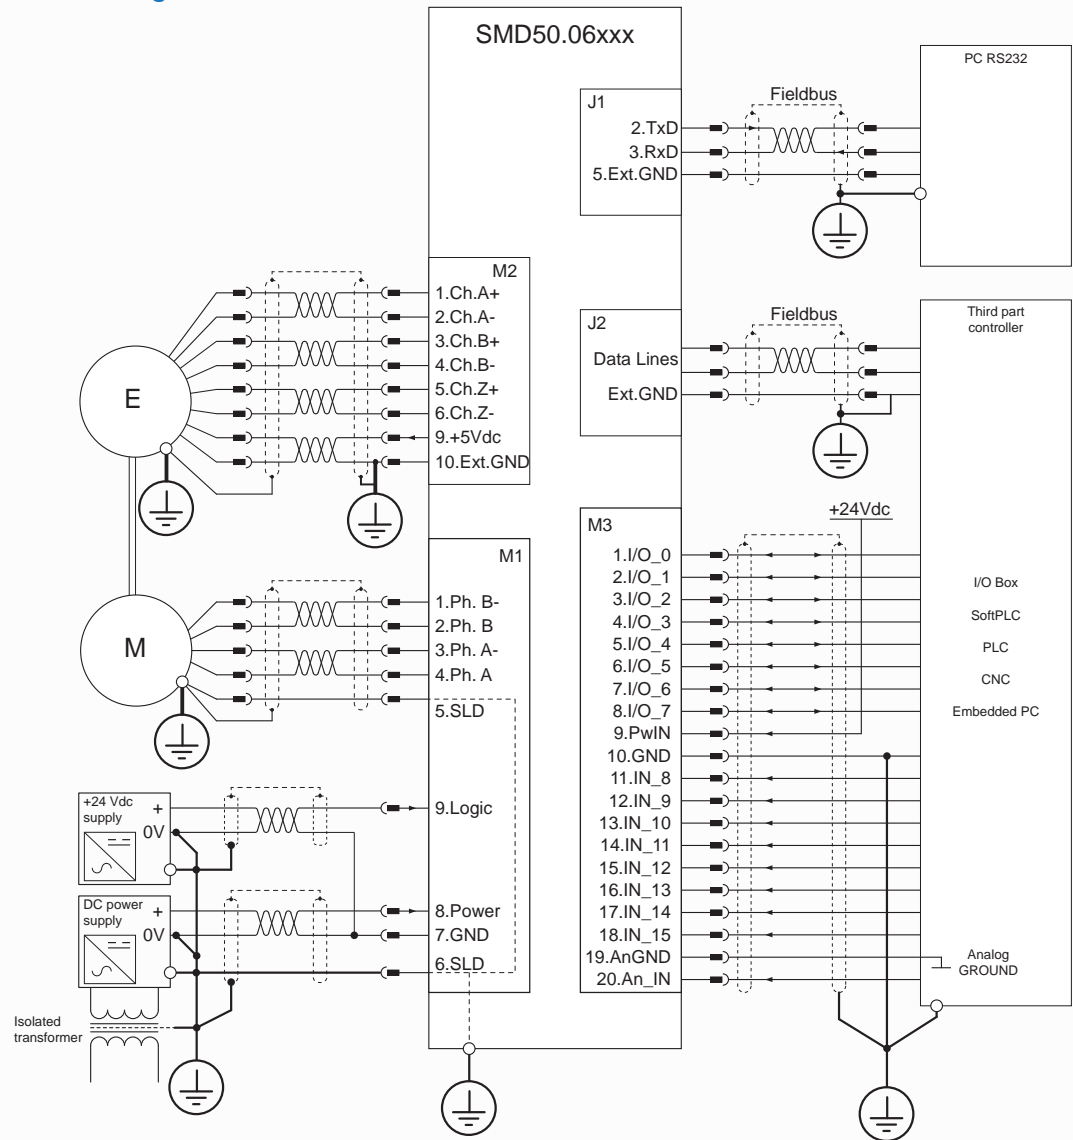 SMD50.06xxx
PC RS232
J1
Fieldbus
2.TxD
3.RxD
5.Ext.GND
M2
1.Ch.A+
2.Ch.A-
3.Ch.B+
4.Ch.B-
5.Ch.Z+
6.Ch.Z-
9.+5Vdc
10.Ext.GND
E
J2
Fieldbus
Data Lines
Ext.GND
Third part
controller
M1
1.Ph. B-
2.Ph. B
3.Ph. A-
4.Ph. A
5.SLD
M
M3
+24Vdc
1.I/O_0
2.I/O_1
3.I/O_2
4.I/O_3
5.I/O_4
6.I/O_5
7.I/O_6
8.I/O_7
9.PwIN
10.GND
11.IN_8
12.IN_9
13.IN_10
14.IN_11
15.IN_12
16.IN_13
17.IN_14
18.IN_15
19.AnGND
20.An_IN
I/O Box
SoftPLC
PLC
CNC
Embedded PC
Analog
GROUND
+24 Vdc
supply
+
0V
9.Logic
DC power
supply
+
0V
8.Power
7.GND
6.SLD
Isolated
transformer